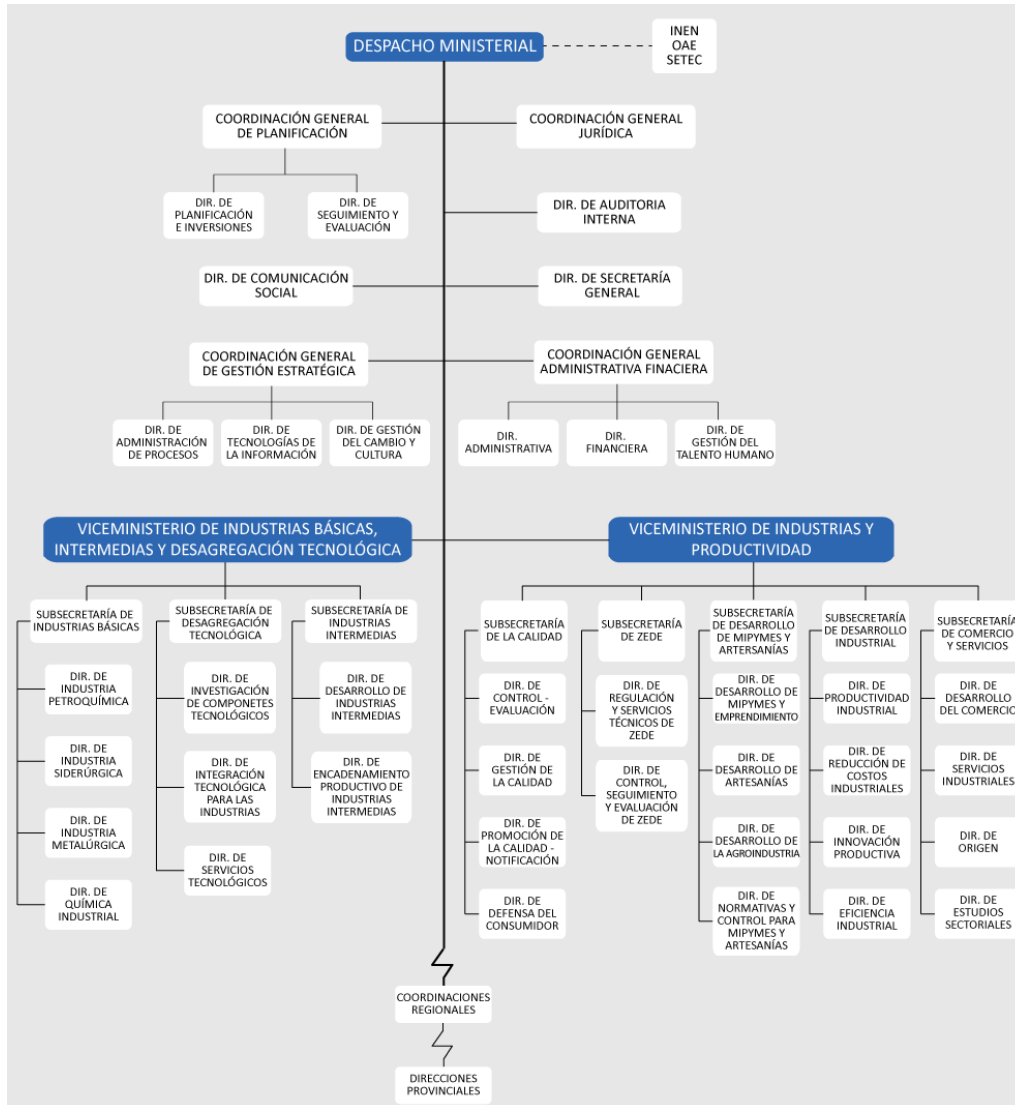 DESPACHO MINISTERIAL
INEN
OAE
SETEC
COORDINACIÓN GENERAL
DE PLANIFICACIÓN
COORDINACIÓN GENERAL
JURÍDICA
DIR. DE
PLANIFICACIÓN
E INVERSIONES
DIR. DE
SEGUIMIENTO Y
EVALUACIÓN
DIR. DE AUDITORIA
INTERNA
DIR. DE COMUNICACIÓN
SOCIAL
DIR. DE SECRETARÍA
GENERAL
COORDINACIÓN GENERAL
DE GESTIÓN ESTRATÉGICA
COORDINACIÓN GENERAL
ADMINISTRATIVA FINACIERA
DIR. DE
ADMINISTRACIÓN
DE PROCESOS
DIR. DE
TECNOLOGÍAS DE
LA INFORMACIÓN
DIR. DE GESTIÓN
DEL CAMBIO Y
CULTURA
DIR.
ADMINISTRATIVA
DIR.
FINANCIERA
DIR. DE
GESTIÓN DEL
TALENTO HUMANO
VICEMINISTERIO DE INDUSTRIAS BÁSICAS,
INTERMEDIAS Y DESAGREGACIÓN TECNOLÓGICA
VICEMINISTERIO DE INDUSTRIAS Y
PRODUCTIVIDAD
SUBSECRETARÍA DE
INDUSTRIAS BÁSICAS
DIR. DE
INDUSTRIA
PETROQUÍMICA
DIR. DE
INDUSTRIA
SIDERÚRGICA
DIR. DE
INDUSTRIA
METALÚRGICA
DIR. DE
QUÍMICA
INDUSTRIAL
SUBSECRETARÍA DE
DESAGREGACIÓN
TECNOLÓGICA
DIR. DE
INVESTIGACIÓN
DE COMPONETES
TECNOLÓGICOS
DIR. DE
INTEGRACIÓN
TECNOLÓGICA
PARA LAS
INDUSTRIAS
DIR. DE
SERVICIOS
TECNOLÓGICOS
SUBSECRETARÍA DE
INDUSTRIAS
INTERMEDIAS
DIR. DE
DESARROLLO DE
INDUSTRIAS
INTERMEDIAS
DIR. DE
ENCADENAMIENTO
PRODUCTIVO DE
INDUSTRIAS
INTERMEDIAS
SUBSECRETARÍA
DE LA CALIDAD
DIR. DE
CONTROL -
EVALUACIÓN
DIR. DE
GESTIÓN DE
LA CALIDAD
DIR. DE
PROMOCIÓN DE
LA CALIDAD -
NOTIFICACIÓN
DIR. DE
DEFENSA DEL
CONSUMIDOR
SUBSECRETARÍA
DE ZEDE
DIR. DE
REGULACIÓN
Y SERVICIOS
TÉCNICOS DE
ZEDE
DIR. DE
CONTROL,
SEGUIMIENTO
Y EVALUACIÓN
DE ZEDE
SUBSECRETARÍA
DE DESARROLLO
DE MIPYMES Y
ARTERSANÍAS
DIR. DE
DESARROLLO DE
MIPYMES Y
EMPRENDIMIENTO
DIR. DE
DESARROLLO DE
ARTESANÍAS
DIR. DE
DESARROLLO DE
LA AGROINDUSTRIA
DIR. DE
NORMATIVAS Y
CONTROL PARA
MIPYMES Y
ARTESANÍAS
SUBSECRETARÍA
DE DESARROLLO
INDUSTRIAL
DIR. DE
PRODUCTIVIDAD
INDUSTRIAL
DIR. DE
REDUCCIÓN DE
COSTOS
INDUSTRIALES
DIR. DE
INNOVACIÓN
PRODUCTIVA
DIR. DE
EFICIENCIA
INDUSTRIAL
SUBSECRETARÍA
DE COMERCIO
Y SERVICIOS
DIR. DE
DESARROLLO
DEL COMERCIO
DIR. DE
SERVICIOS
INDUSTRIALES
DIR. DE
ORIGEN
DIR. DE
ESTUDIOS
SECTORIALES
COORDINACIONES
REGIONALES
DIRECCIONES
PROVINCIALES